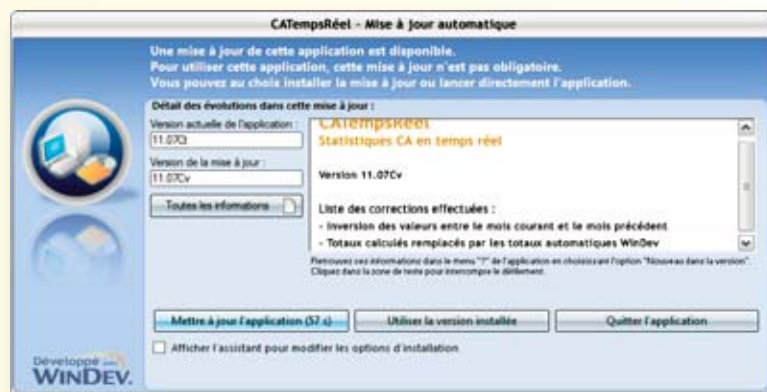 CATempsRéel - Mise à jour automatique
Une mise à jour de cette application est disponible.
Pour utiliser cette application, cette mise à jour n'est pas obligatoire.
Vous pouvez au choix installer la mise à jour ou lancer directement l'application.
Détail des évolutions dans cette mise à jour :
Version actuelle de l'application :
11.07Ct
Version de la mise à jour :
11.07Cv
Toutes les informations
CATempsRéel
Statistiques CA en temps réel
Version 11.07Cv
Liste des corrections effectuées :
- Inversion des valeurs entre le mois courant et le mois précédent
- Totaux calculés remplacés par les totaux automatiques WinDev
Retrouvez ces informations dans le menu "?" de l'application en choisissant l'option "Nouveau dans la version".
Cliquez dans la zone de texte pour interrompre le défilement.
Mettre à jour l'application (57 s)
Utiliser la version installée
Quitter l'application
Afficher l'assistant pour modifier les options d'installation
Développé avec
WINDEV.